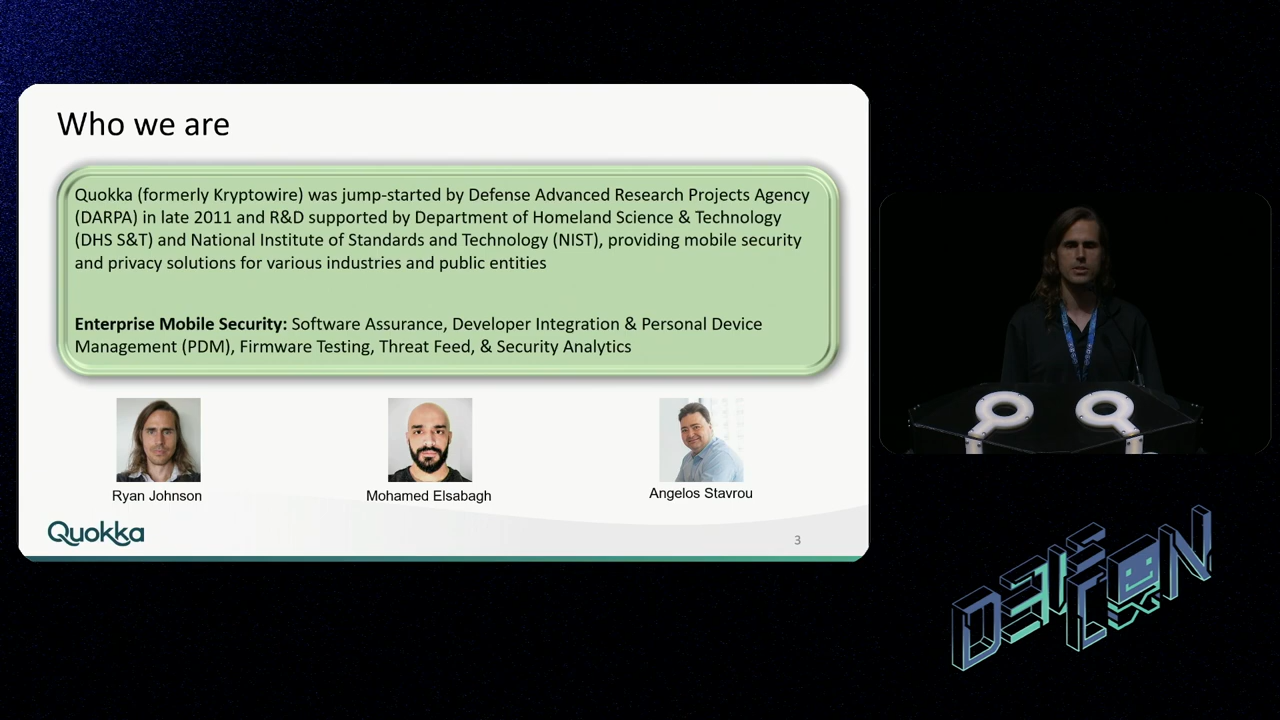 Who we are
Quokka (formerly Kryptowire) was jump-started by Defense Advanced Research Projects Agency
(DARPA) in late 2011 and R&D supported by Department of Homeland Science & Technology
(DHS S&T) and National Institute of Standards and Technology (NIST), providing mobile security
and privacy solutions for various industries and public entities
Enterprise Mobile Security: Software Assurance, Developer Integration & Personal Device
Management (PDM), Firmware Testing, Threat Feed, & Security Analytics
Ryan Johnson
Mohamed Elsabagh
Angelos Stavrou
Quokka
3
DEF CON